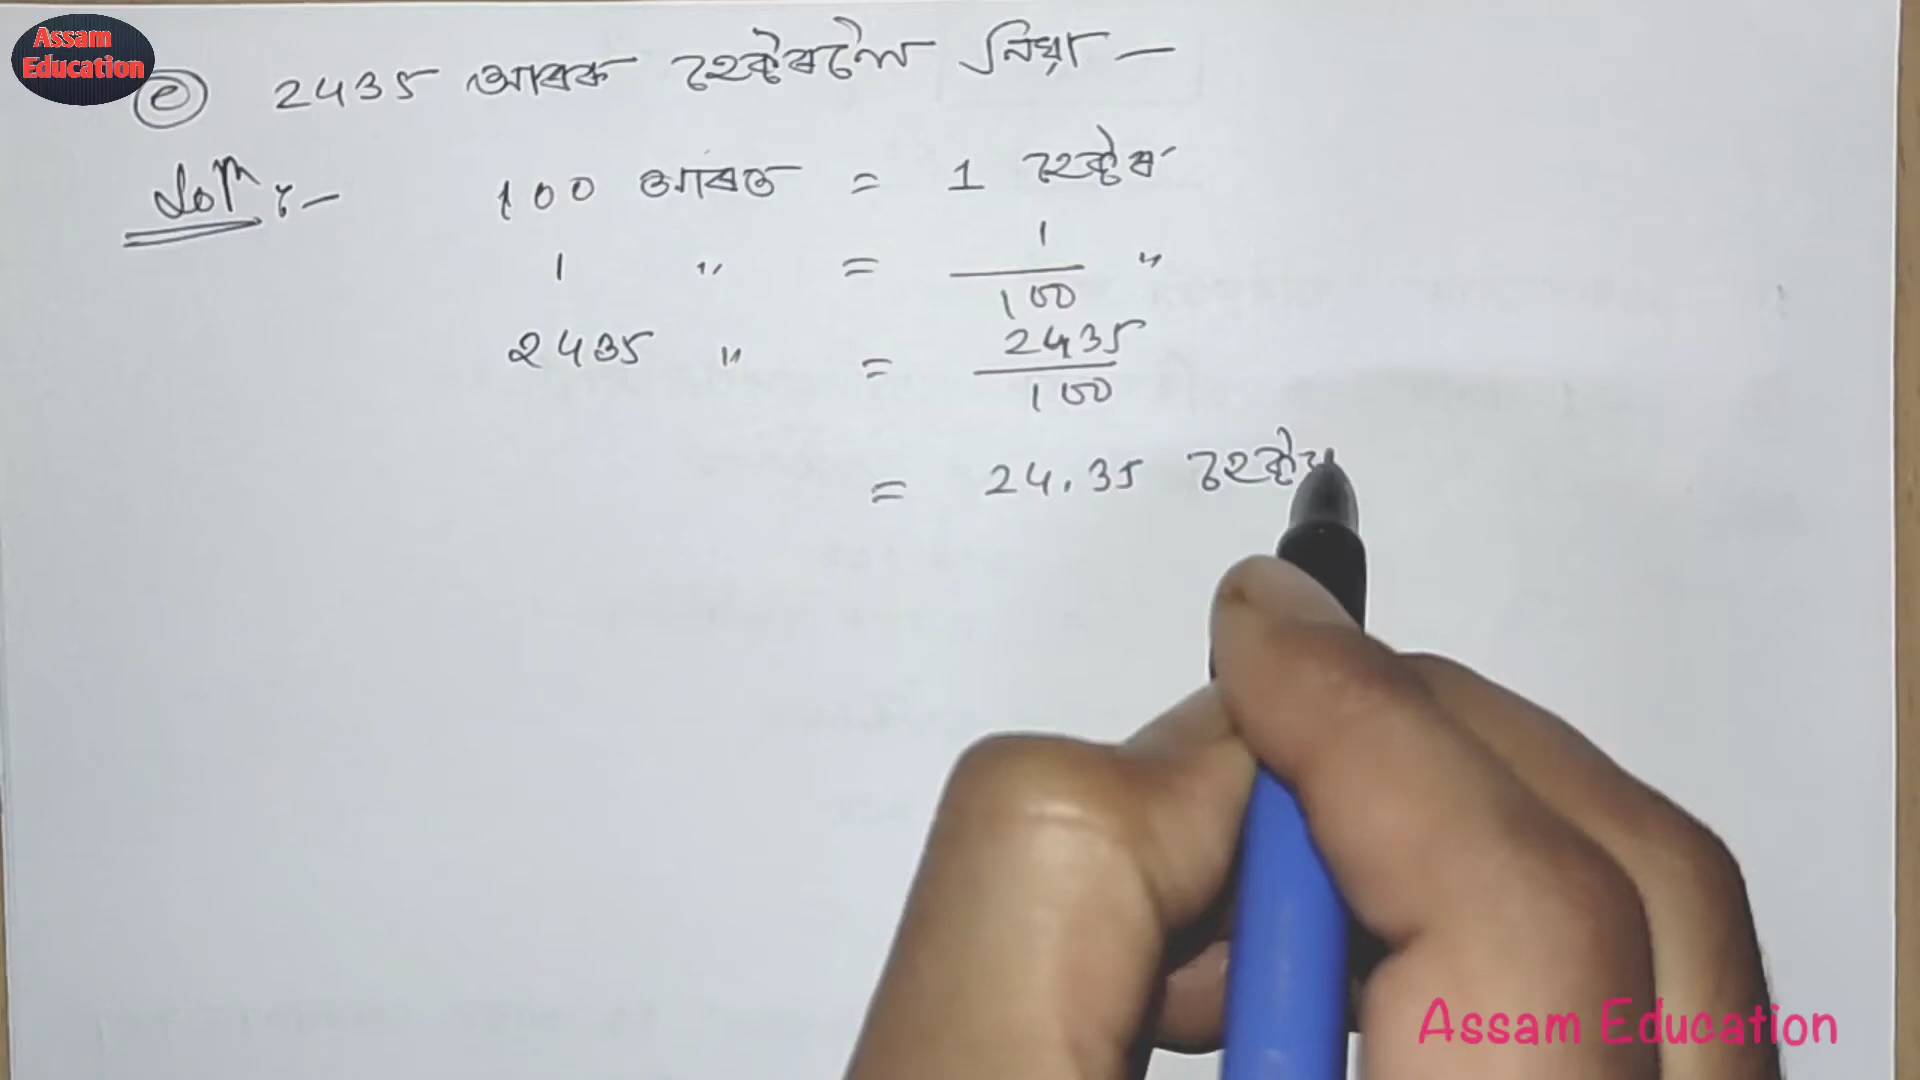 Assam
Education
ⓔ 2435 আৰক হেক্টৰলৈ নিয়া —
Soln :— 100 আৰত = 1 হেক্টৰ
1 " = 1/100 "
2435 " = 2435/100
= 24.35 হেক্টৰ
Assam Education